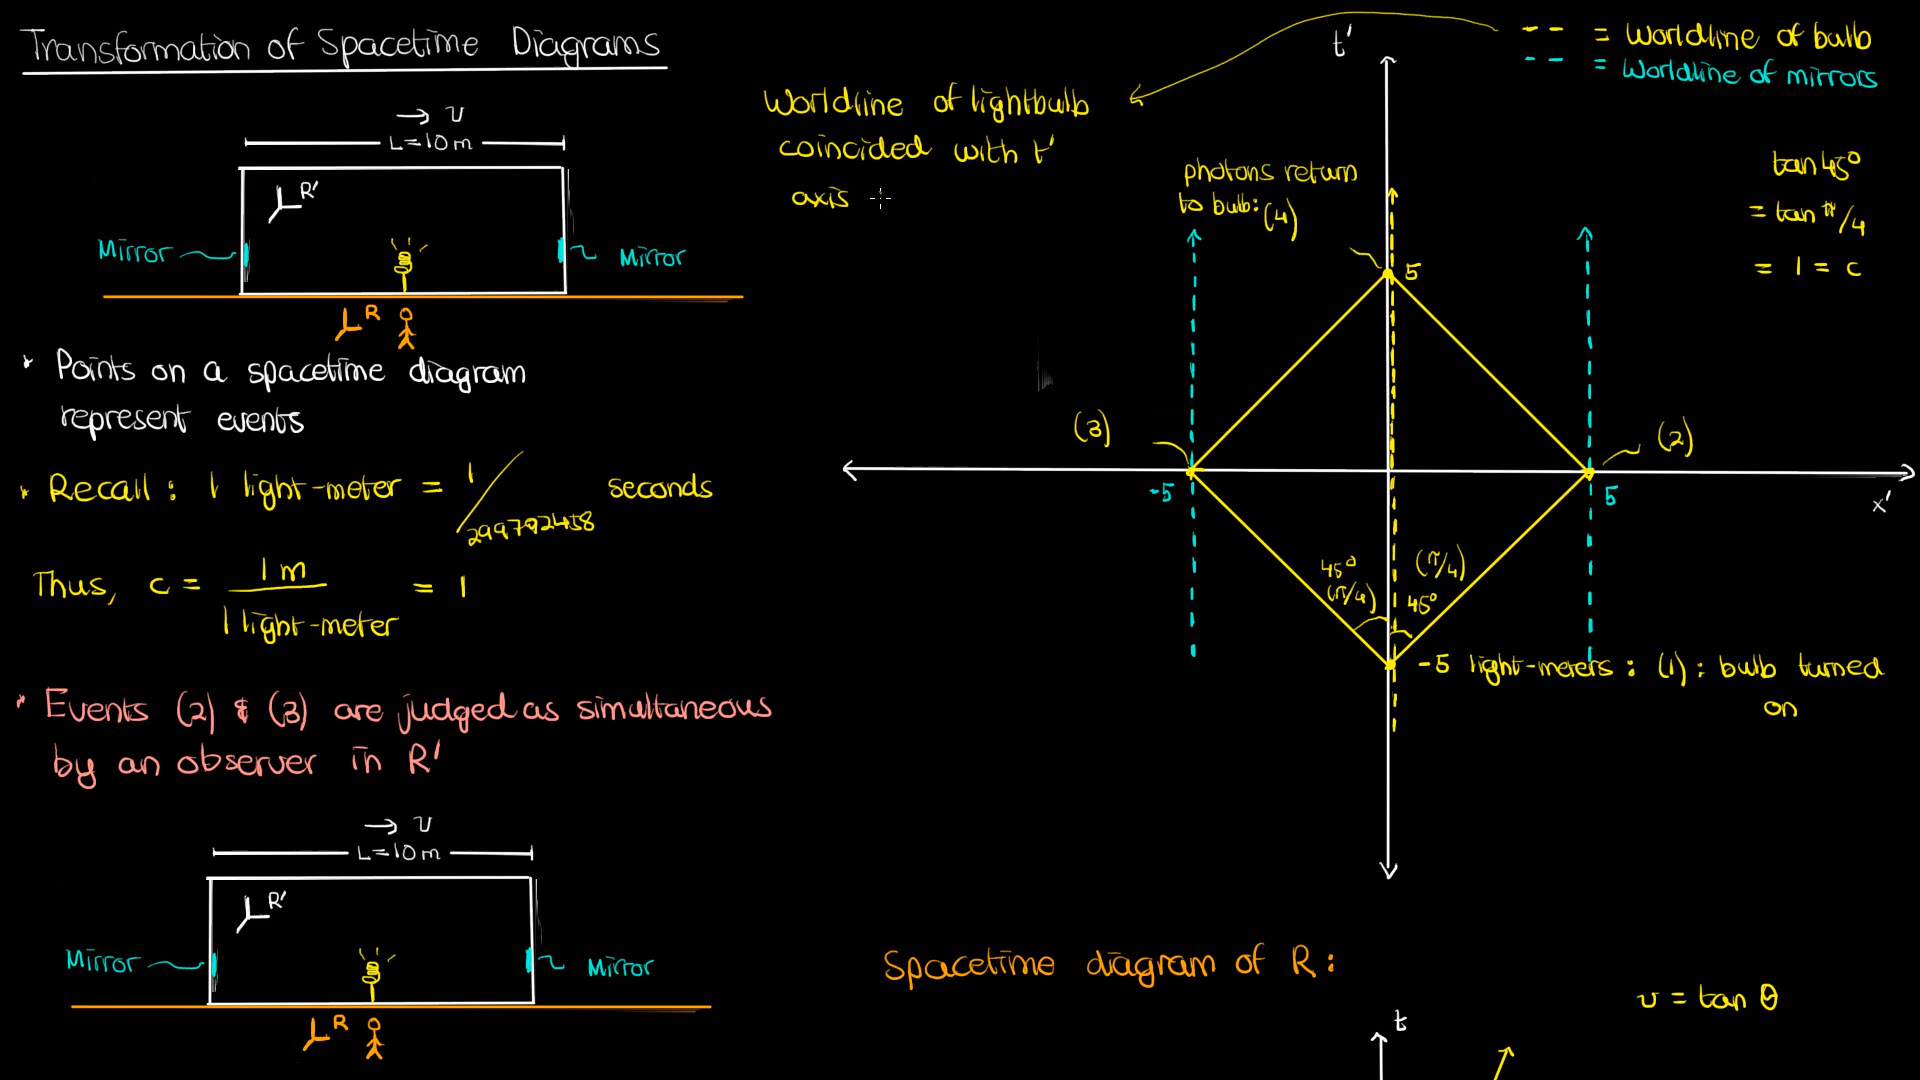 Transformation of Spacetime Diagrams
→ v
L=10m
R'
Mirror
Mirror
R
* Points on a spacetime diagram
represent events
* Recall : 1 light-meter = 1/299792458 seconds
Thus, c = 1m / 1 light-meter = 1
* Events (2) & (3) are judged as simultaneous
by an observer in R'
→ v
L=10m
R'
Mirror
Mirror
R
-- = Worldline of bulb
-- = Worldline of mirrors
Worldline of lightbulb
coincided with t'
axis
t'
photons return
to bulb: (4)
5
tan 45°
= tan π/4
= 1 = c
(3)
(2)
-5
5
x'
45°
(π/4)
(π/4)
45°
-5 light-meters : (1) : bulb turned
on
Spacetime diagram of R :
v = tan θ
t